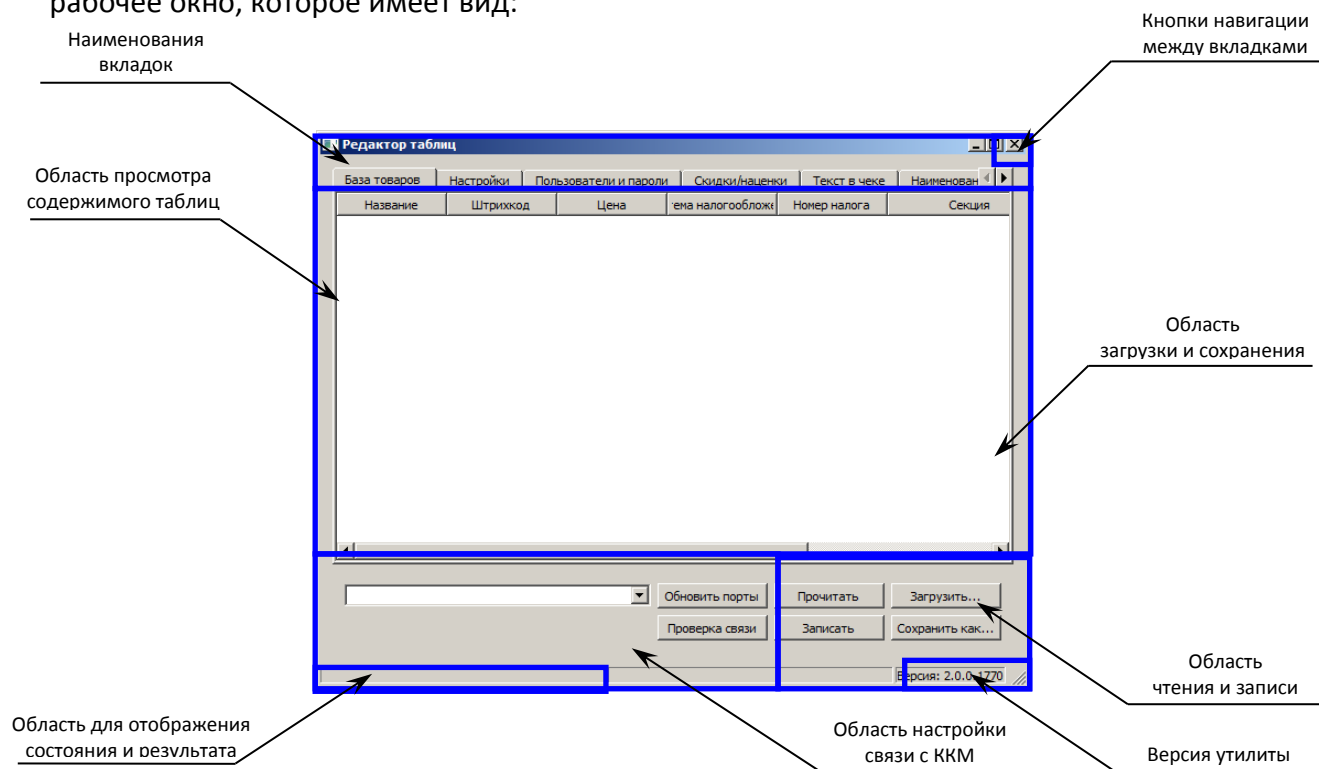 рабочее окно, которое имеет вид:
Наименования
вкладок
Кнопки навигации
между вкладками
Редактор таблиц
База товаров Настройки Пользователи и пароли Скидки/наценки Текст в чеке Наименован
Область просмотра
содержимого таблиц
Название Штрихкод Цена тема налогообложе Номер налога Секция
Область
загрузки и сохранения
Обновить порты Прочитать Загрузить...
Проверка связи Записать Сохранить как...
Версия: 2.0.0.1770
Область
чтения и записи
Область для отображения
состояния и результата
Область настройки
связи с ККМ
Версия утилиты